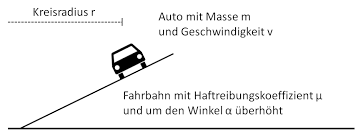 Kreisradius r
Auto mit Masse m
und Geschwindigkeit v
Fahrbahn mit Haftreibungskoeffizient μ
und um den Winkel α überhöht